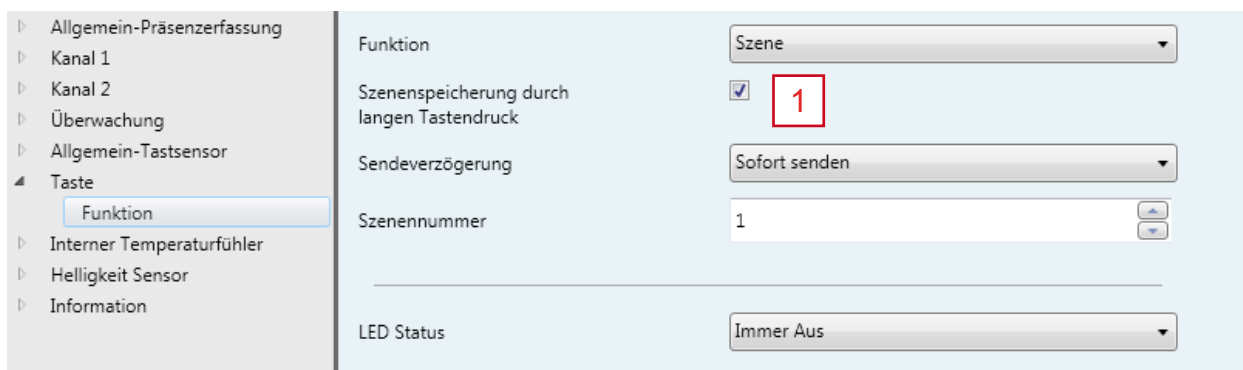 Allgemein-Präsenzerfassung
Kanal 1
Kanal 2
Überwachung
Allgemein-Tastsensor
Taste
Funktion
Interner Temperaturfühler
Helligkeit Sensor
Information
Funktion
Szene
Szenenspeicherung durch
langen Tastendruck
1
Sendeverzögerung
Sofort senden
Szenennummer
1
LED Status
Immer Aus